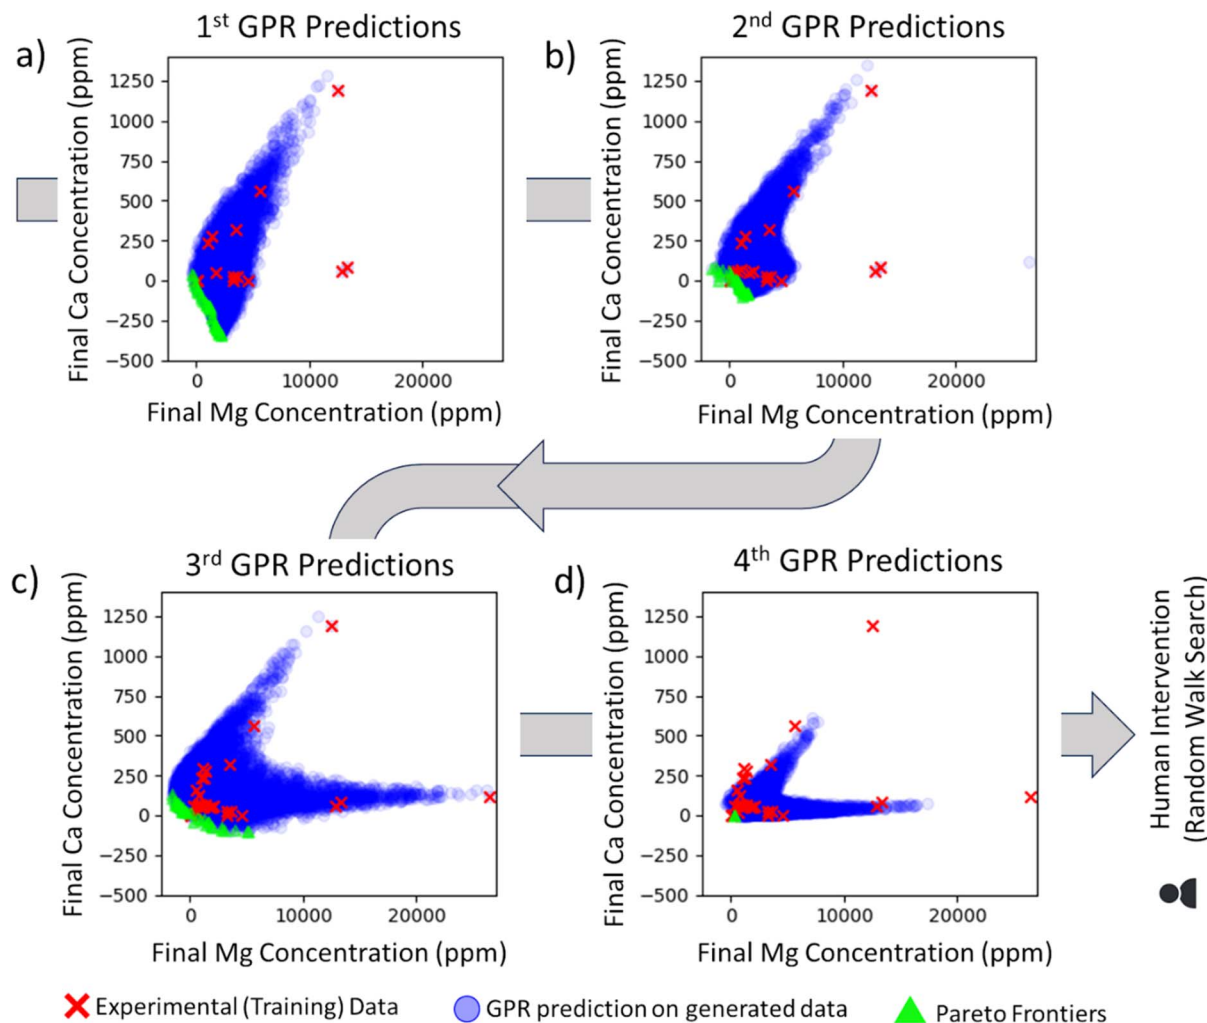 a)
1st GPR Predictions
Final Ca Concentration (ppm)
1250
1000
750
500
250
0
−250
−500
0 10000 20000
Final Mg Concentration (ppm)
b)
2nd GPR Predictions
Final Ca Concentration (ppm)
1250
1000
750
500
250
0
−250
−500
0 10000 20000
Final Mg Concentration (ppm)
c)
3rd GPR Predictions
Final Ca Concentration (ppm)
1250
1000
750
500
250
0
−250
−500
0 10000 20000
Final Mg Concentration (ppm)
d)
4th GPR Predictions
Final Ca Concentration (ppm)
1250
1000
750
500
250
0
−250
−500
0 10000 20000
Final Mg Concentration (ppm)
Human Intervention
(Random Walk Search)
Experimental (Training) Data
GPR prediction on generated data
Pareto Frontiers